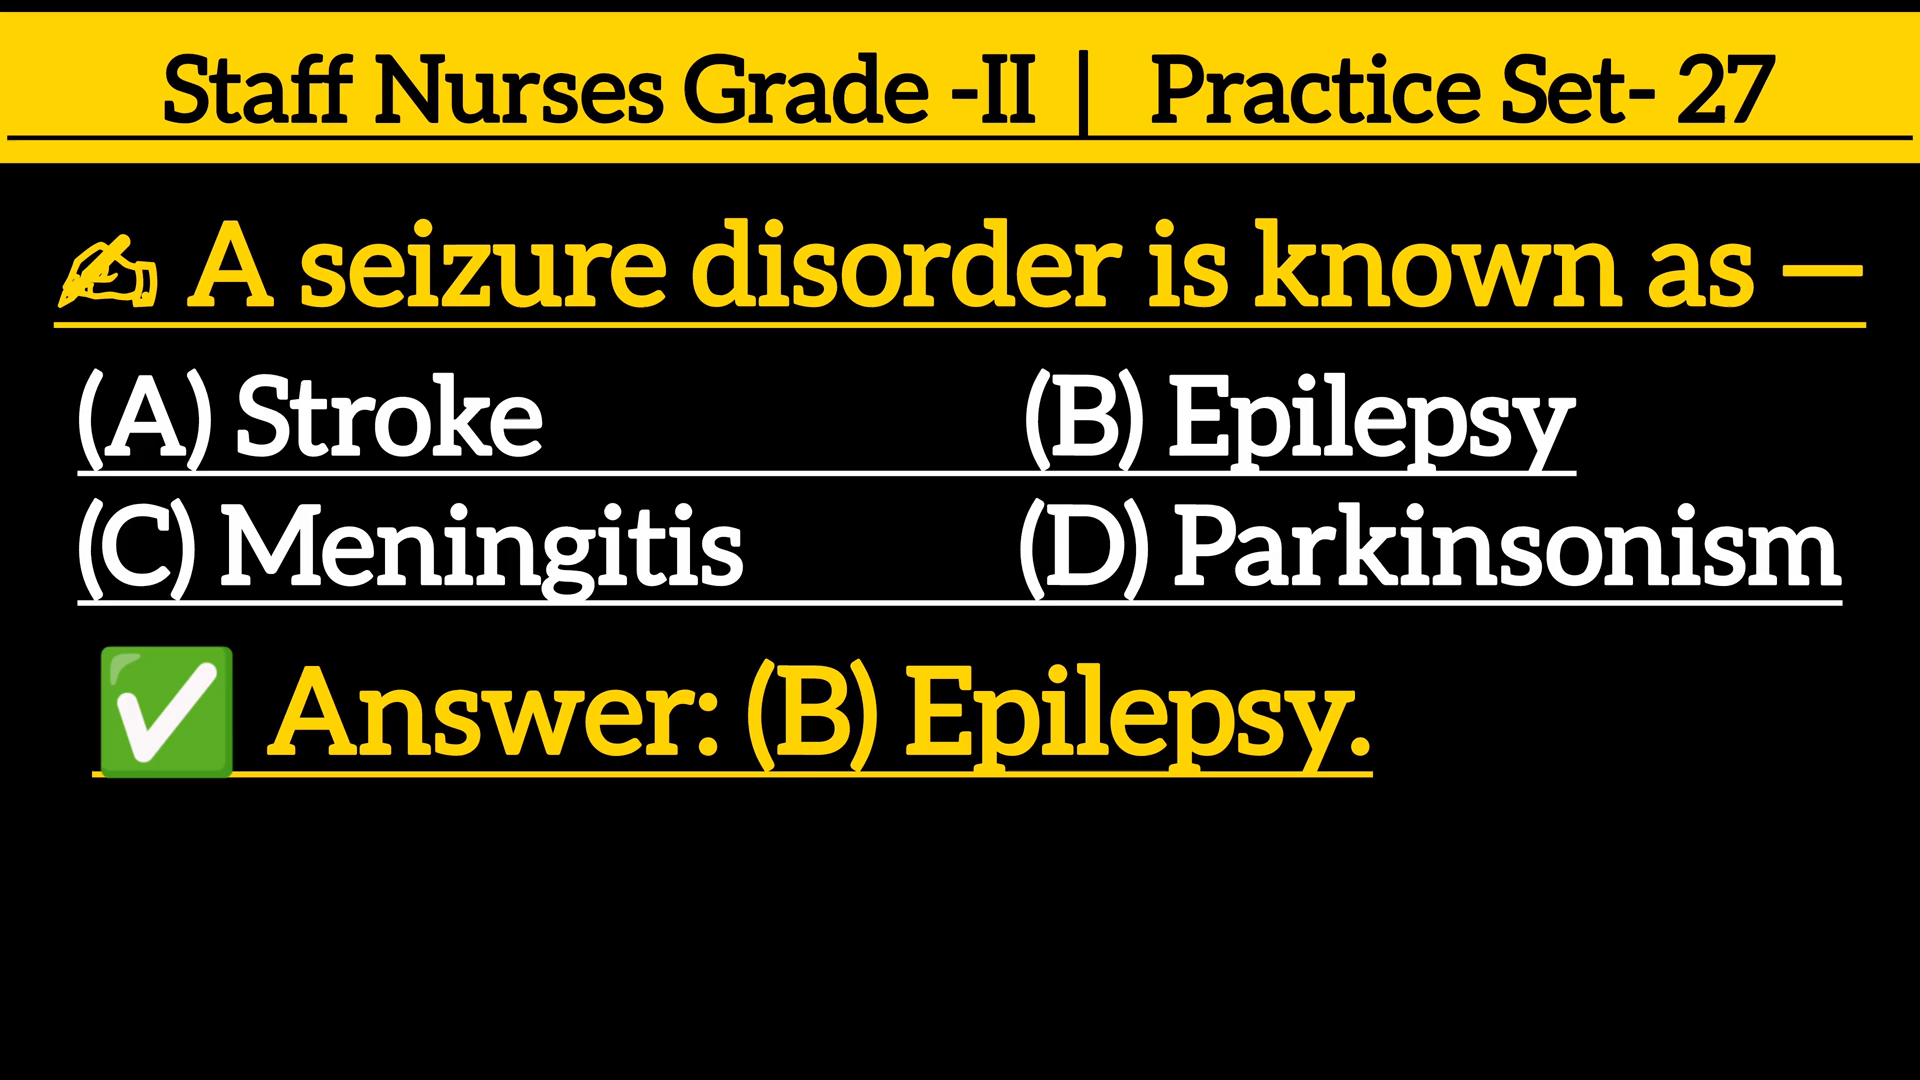 Staff Nurses Grade -II | Practice Set- 27
✍ A seizure disorder is known as —
(A) Stroke (B) Epilepsy
(C) Meningitis (D) Parkinsonism
✅ Answer: (B) Epilepsy.